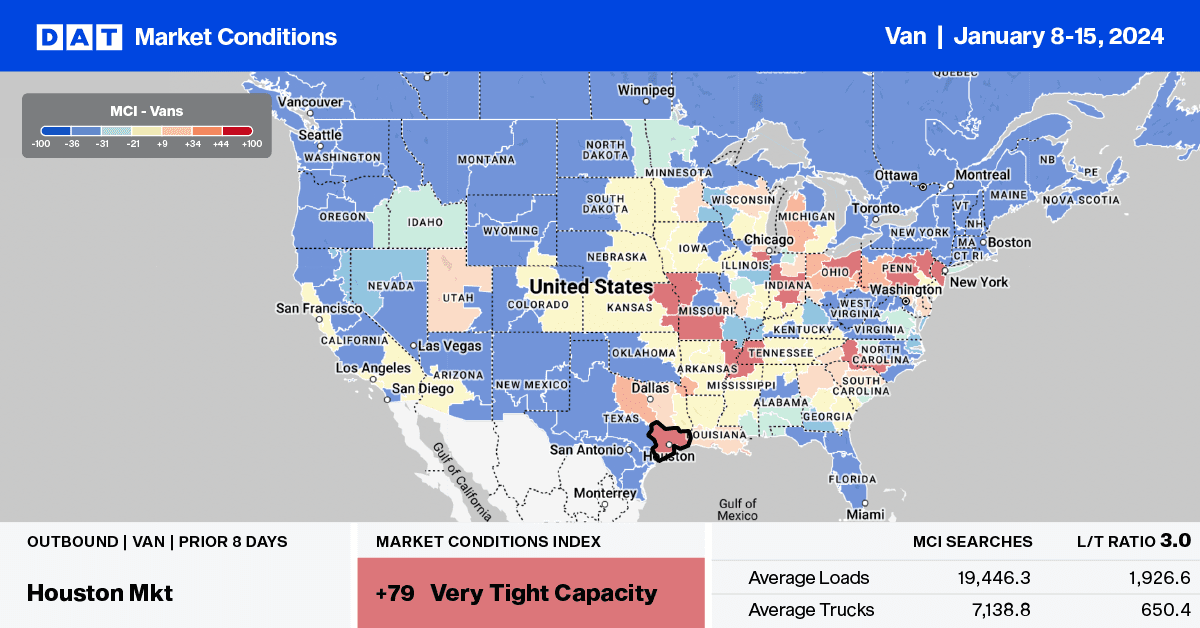 DAT Market Conditions
Van | January 8-15, 2024
MCI - Vans
-100 -36 -31 -21 +9 +34 +44 +100
QUEBEC
Winnipeg
Vancouver
Seattle
WASHINGTON
MONTANA
NORTH
DAKOTA
MINNESOTA
Ottawa
Montreal
NB
PE
MAINE
NOVA SCOTIA
OREGON
IDAHO
WYOMING
SOUTH
DAKOTA
WISCONSIN
MICHIGAN
Toronto
VT
NH
NEW YORK
MA
Boston
CT RI
IOWA
Chicago
NEBRASKA
ILLINOIS
INDIANA
OHIO
PENN
New York
NEVADA
UTAH
COLORADO
United States
KANSAS
MISSOURI
Washington
WEST
VIRGINIA
VIRGINIA
KENTUCKY
San Francisco
CALIFORNIA
Las Vegas
OKLAHOMA
TENNESSEE
NORTH
CAROLINA
Los Angeles
ARIZONA
NEW MEXICO
ARKANSAS
MISSISSIPPI
SOUTH
CAROLINA
San Diego
Dallas
ALABAMA
GEORGIA
TEXAS
LOUISIANA
San Antonio
Houston
Gulf of California
Monterrey
Gulf of
Mexico
FLORIDA
Miami
OUTBOUND | VAN | PRIOR 8 DAYS
Houston Mkt
MARKET CONDITIONS INDEX
+79 Very Tight Capacity
MCI SEARCHES L/T RATIO 3.0
Average Loads 19,446.3 1,926.6
Average Trucks 7,138.8 650.4